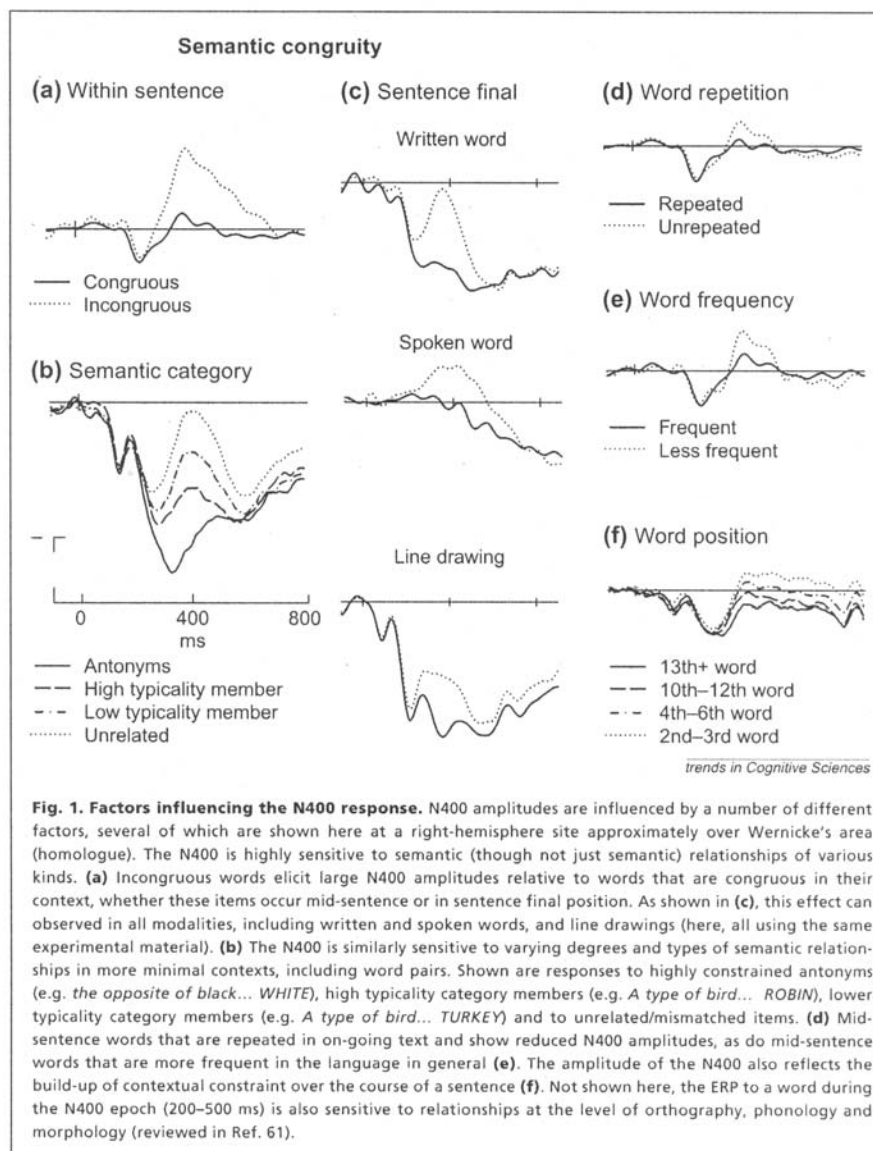 Semantic congruity
(a) Within sentence
Congruous
Incongruous
(b) Semantic category
–
0 400 800
ms
Antonyms
High typicality member
Low typicality member
Unrelated
(c) Sentence final
Written word
Spoken word
Line drawing
(d) Word repetition
Repeated
Unrepeated
(e) Word frequency
Frequent
Less frequent
(f) Word position
13th+ word
10th–12th word
4th–6th word
2nd–3rd word
trends in Cognitive Sciences
Fig. 1. Factors influencing the N400 response. N400 amplitudes are influenced by a number of different
factors, several of which are shown here at a right-hemisphere site approximately over Wernicke's area
(homologue). The N400 is highly sensitive to semantic (though not just semantic) relationships of various
kinds. (a) Incongruous words elicit large N400 amplitudes relative to words that are congruous in their
context, whether these items occur mid-sentence or in sentence final position. As shown in (c), this effect can
observed in all modalities, including written and spoken words, and line drawings (here, all using the same
experimental material). (b) The N400 is similarly sensitive to varying degrees and types of semantic relation-
ships in more minimal contexts, including word pairs. Shown are responses to highly constrained antonyms
(e.g. the opposite of black... WHITE), high typicality category members (e.g. A type of bird... ROBIN), lower
typicality category members (e.g. A type of bird... TURKEY) and to unrelated/mismatched items. (d) Mid-
sentence words that are repeated in on-going text and show reduced N400 amplitudes, as do mid-sentence
words that are more frequent in the language in general (e). The amplitude of the N400 also reflects the
build-up of contextual constraint over the course of a sentence (f). Not shown here, the ERP to a word during
the N400 epoch (200–500 ms) is also sensitive to relationships at the level of orthography, phonology and
morphology (reviewed in Ref. 61).